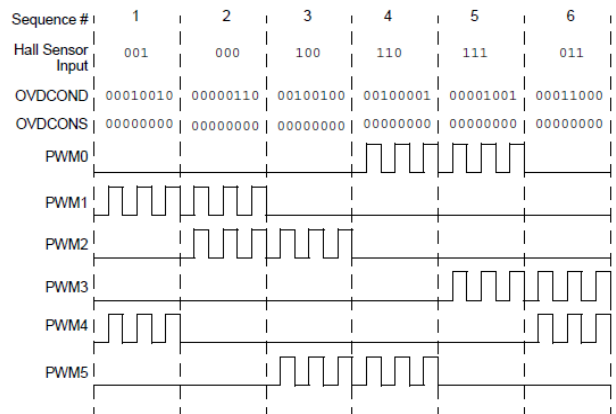 Sequence # 1 2 3 4 5 6
Hall Sensor
Input 001 000 100 110 111 011
OVDCOND 00010010 00000110 00100100 00100001 00001001 00011000
OVDCONS 00000000 00000000 00000000 00000000 00000000 00000000
PWM0
PWM1
PWM2
PWM3
PWM4
PWM5